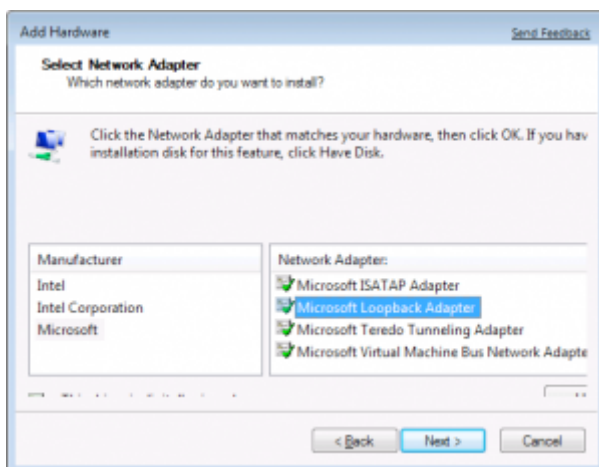 Add Hardware
Send Feedback
Select Network Adapter
Which network adapter do you want to install?
Click the Network Adapter that matches your hardware, then click OK. If you hav
installation disk for this feature, click Have Disk.
Manufacturer
Intel
Intel Corporation
Microsoft
Network Adapter:
Microsoft ISATAP Adapter
Microsoft Loopback Adapter
Microsoft Teredo Tunneling Adapter
Microsoft Virtual Machine Bus Network Adapte
< Back
Next >
Cancel